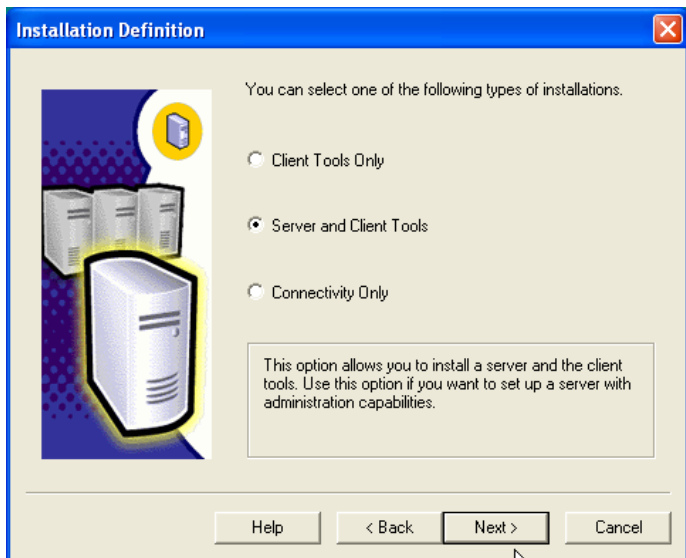 Installation Definition
You can select one of the following types of installations.
Client Tools Only
Server and Client Tools
Connectivity Only
This option allows you to install a server and the client
tools. Use this option if you want to set up a server with
administration capabilities.
Help
< Back
Next >
Cancel